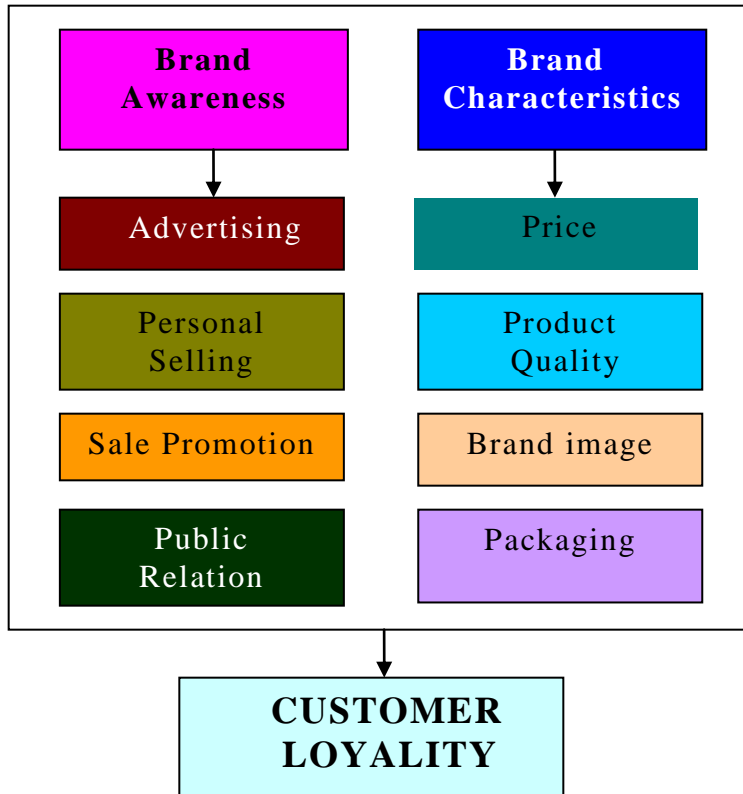 Brand
Awareness
Brand
Characteristics
Advertising
Price
Personal
Selling
Product
Quality
Sale Promotion
Brand image
Public
Relation
Packaging
CUSTOMER
LOYALITY